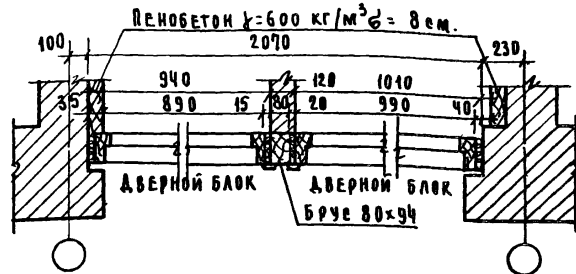 ПЕНОБЕТОН γ=600 кг/м³ δ= 8 см.
100 2070 230
940 120 1010
35 890 15 80 20 990 40
ДВЕРНОЙ БЛОК ДВЕРНОЙ БЛОК
БРУС 80×94